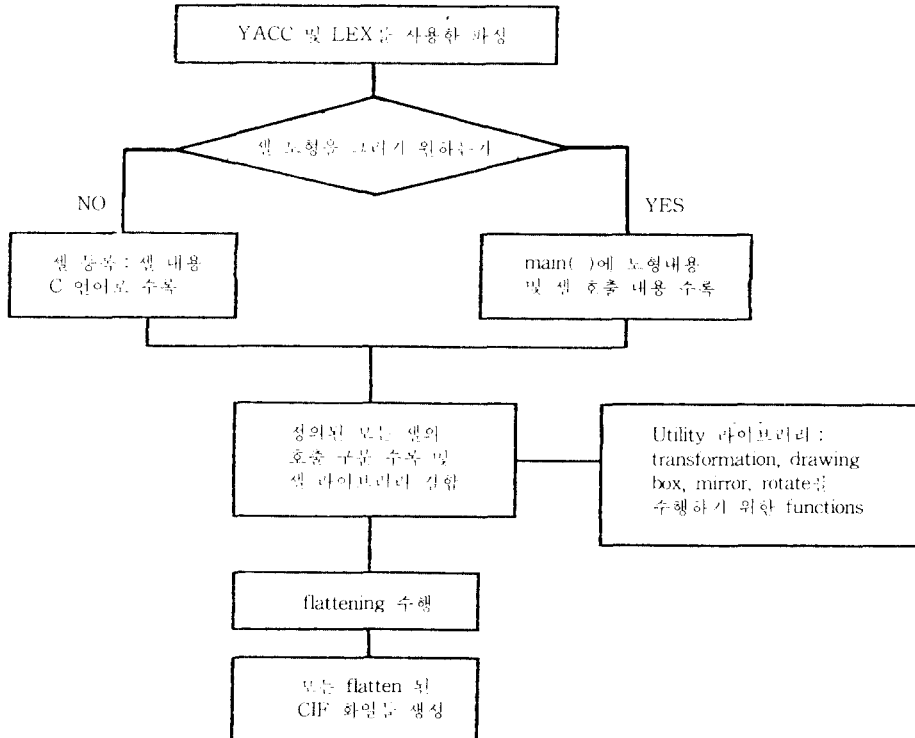 YACC 및 LEX를 사용한 파싱
셀 도형을 그리기 원하는가
NO
YES
셀 등록 : 셀 내용
C 언어로 수록
main( )에 도형내용
및 셀 호출 내용 수록
정의된 모든 셀의
호출 구문 수록 및
셀 라이브러리 결합
Utility 라이브러리 :
transformation, drawing
box, mirror, rotate를
수행하기 위한 functions
flattening 수행
모든 flatten 된
CIF 화일을 생성